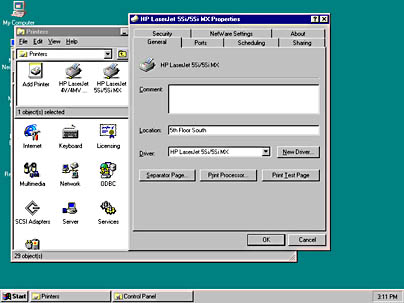 My Computer
Printers
File Edit View Help
Printers
Add Printer
HP LaserJet 4V/4MV ...
HP LaserJet 5Si/5Si MX
1 object(s) selected
Internet
Keyboard
Licensing
Multimedia
Network
ODBC
SCSI Adapters
Server
Services
29 object(s)
HP LaserJet 5Si/5Si MX Properties
Security
NetWare Settings
About
General
Ports
Scheduling
Sharing
HP LaserJet 5Si/5Si MX
Comment:
Location:
5th Floor South
Driver:
HP LaserJet 5Si/5Si MX
New Driver...
Separator Page...
Print Processor...
Print Test Page
OK
Cancel
Start
Printers
Control Panel
3:11 PM